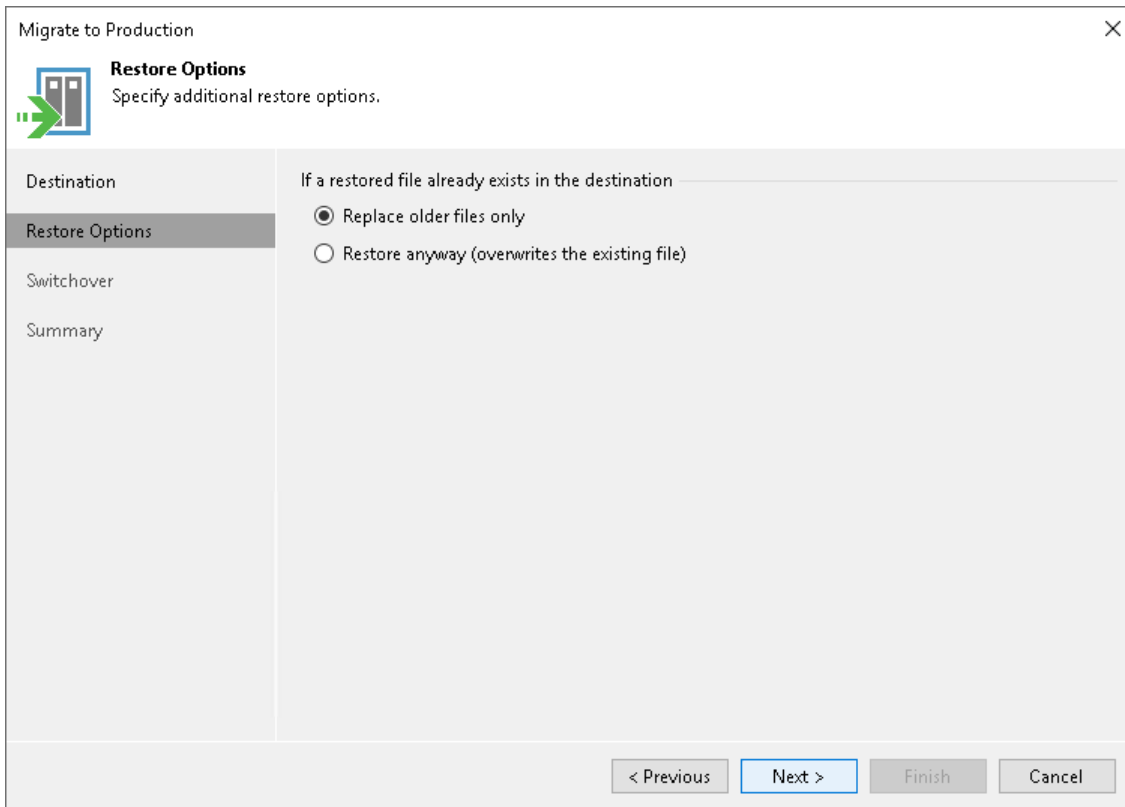 Migrate to Production
Restore Options
Specify additional restore options.
Destination
Restore Options
Switchover
Summary
If a restored file already exists in the destination
Replace older files only
Restore anyway (overwrites the existing file)
< Previous
Next >
Finish
Cancel